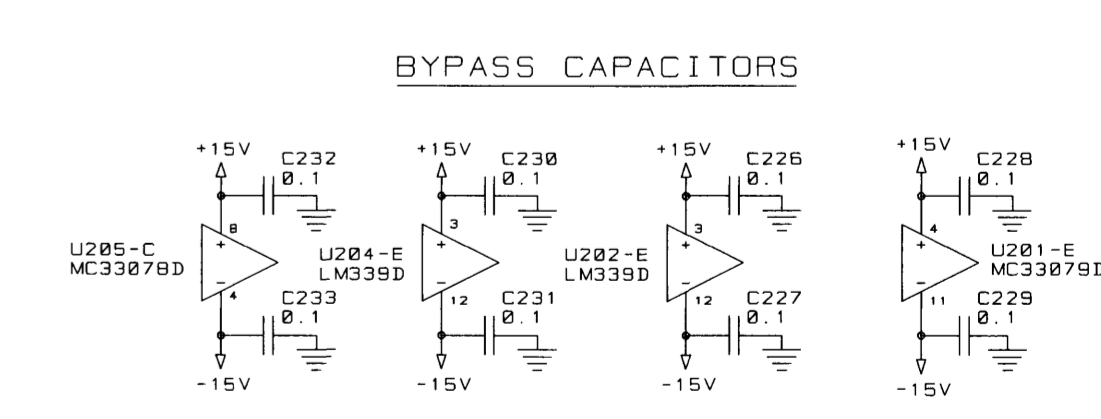 BYPASS CAPACITORS
+15V
C232
0.1
8
+
U205-C
MC33078D
-
4
C233
0.1
-15V
+15V
C230
0.1
3
+
U204-E
LM339D
-
12
C231
0.1
-15V
+15V
C226
0.1
3
+
U202-E
LM339D
-
12
C227
0.1
-15V
+15V
C228
0.1
4
+
U201-E
MC33079D
-
11
C229
0.1
-15V